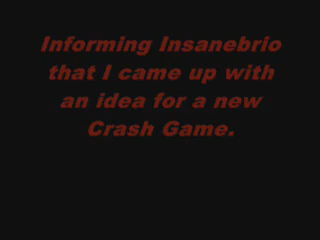 Informing Insanebrio
that I came up with
an idea for a new
Crash Game.